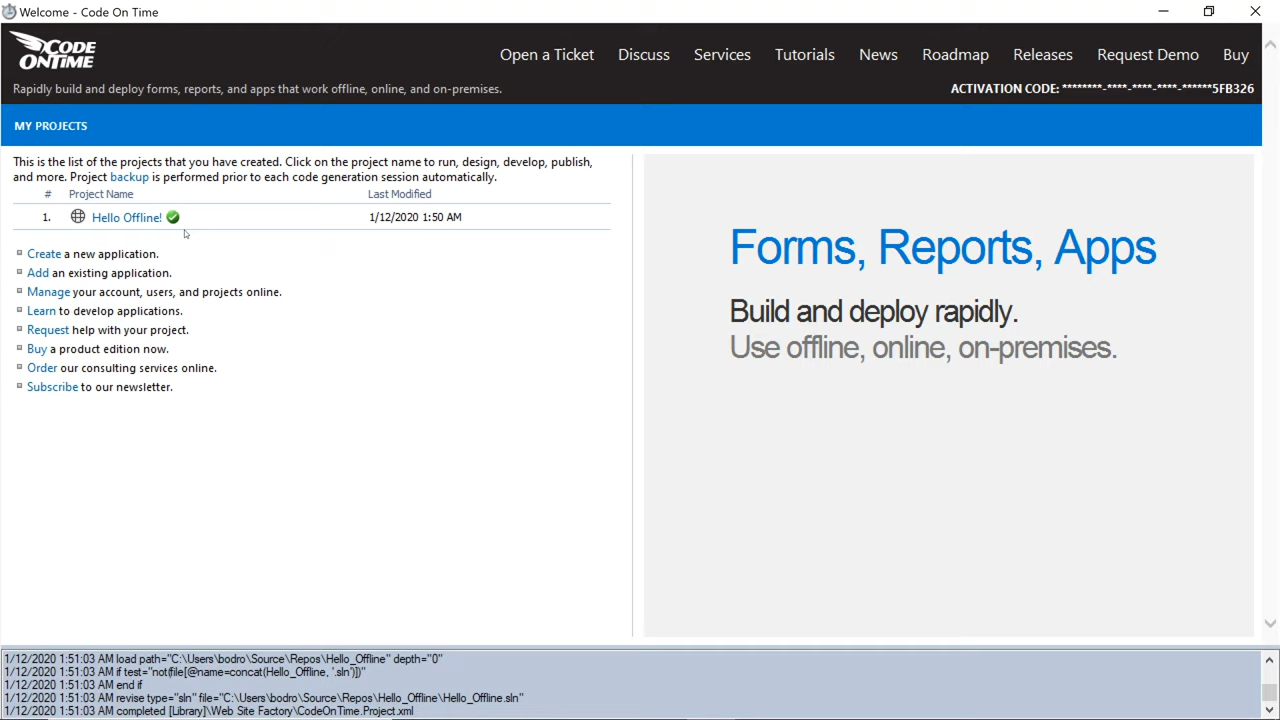 Welcome - Code On Time
CODE
ONTIME
Open a Ticket Discuss Services Tutorials News Roadmap Releases Request Demo Buy
Rapidly build and deploy forms, reports, and apps that work offline, online, and on-premises.
ACTIVATION CODE: ********-****-****-****-******5FB326
MY PROJECTS
This is the list of the projects that you have created. Click on the project name to run, design, develop, publish,
and more. Project backup is performed prior to each code generation session automatically.
# Project Name Last Modified
1. Hello Offline! 1/12/2020 1:50 AM
Create a new application.
Add an existing application.
Manage your account, users, and projects online.
Learn to develop applications.
Request help with your project.
Buy a product edition now.
Order our consulting services online.
Subscribe to our newsletter.
Forms, Reports, Apps
Build and deploy rapidly.
Use offline, online, on-premises.
1/12/2020 1:51:03 AM load path="C:\Users\bodro\Source\Repos\Hello_Offline" depth="0"
1/12/2020 1:51:03 AM if test="not(file[@name=concat(Hello_Offline, '.sln')])"
1/12/2020 1:51:03 AM end if
1/12/2020 1:51:03 AM revise type="sln" file="C:\Users\bodro\Source\Repos\Hello_Offline\Hello_Offline.sln"
1/12/2020 1:51:03 AM completed [Library]\Web Site Factory\CodeOnTime.Project.xml